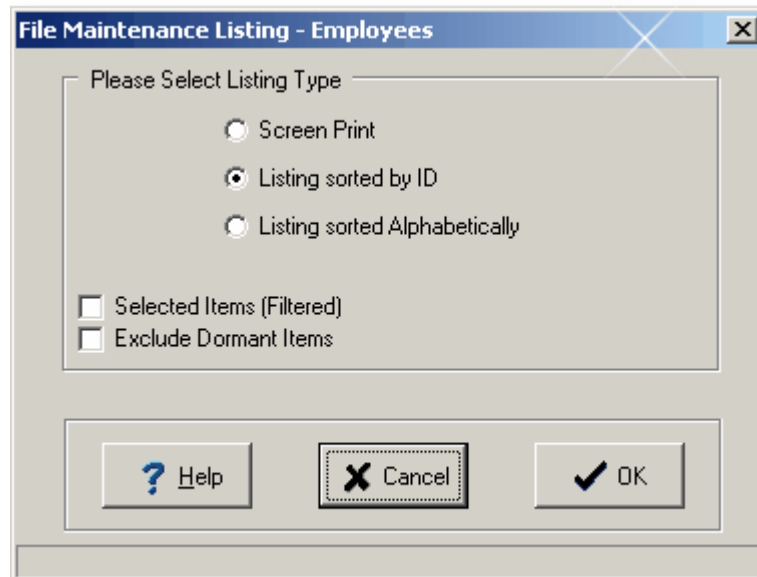 File Maintenance Listing - Employees
Please Select Listing Type
Screen Print
Listing sorted by ID
Listing sorted Alphabetically
Selected Items (Filtered)
Exclude Dormant Items
Help Cancel OK